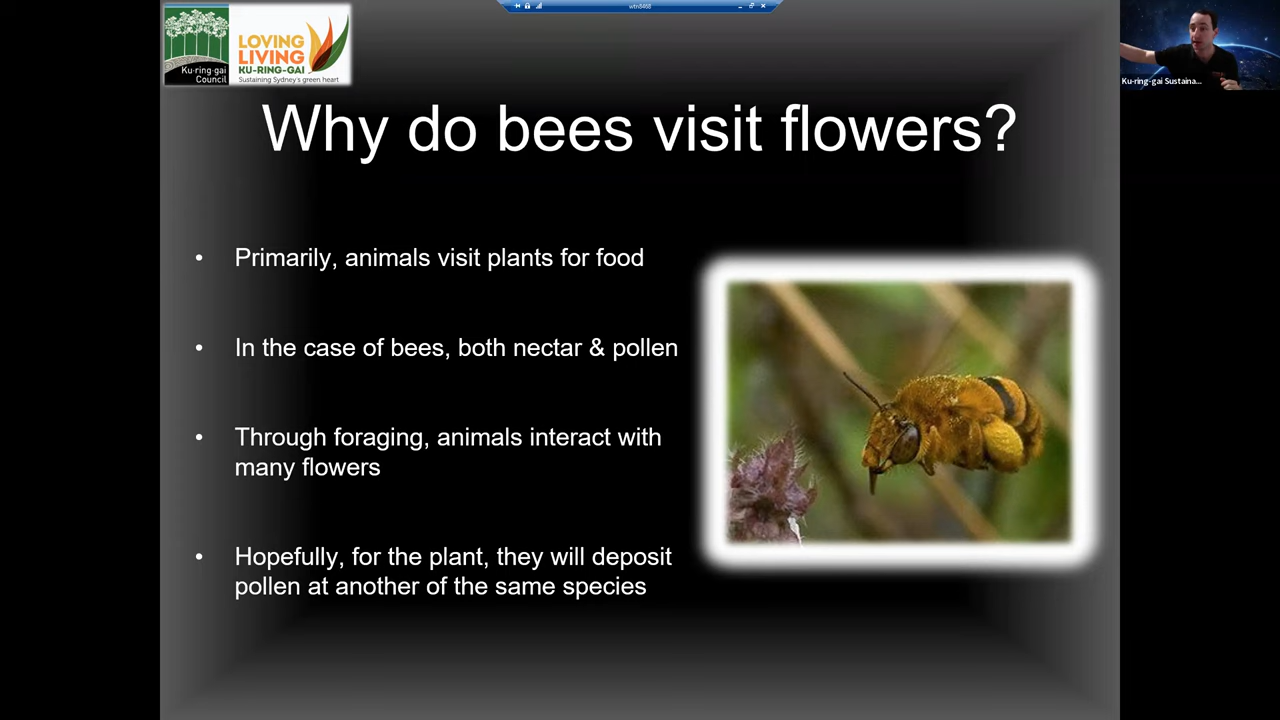 wtn8468
Ku-ring-gai
Council
LOVING
LIVING
KU-RING-GAI
Sustaining Sydney's green heart
Ku-ring-gai Sustaina...
Why do bees visit flowers?
• Primarily, animals visit plants for food
• In the case of bees, both nectar & pollen
• Through foraging, animals interact with
many flowers
• Hopefully, for the plant, they will deposit
pollen at another of the same species